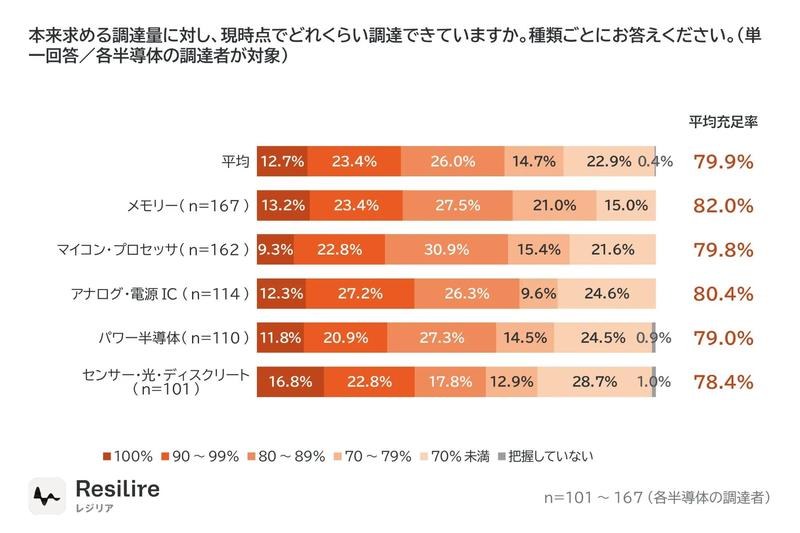 本来求める調達量に対し、現時点でどれくらい調達できていますか。種類ごとにお答えください。（単
一回答／各半導体の調達者が対象）
平均充足率
平均 12.7% 23.4% 26.0% 14.7% 22.9% 0.4% 79.9%
メモリー（n=167） 13.2% 23.4% 27.5% 21.0% 15.0% 82.0%
マイコン・プロセッサ（n=162） 9.3% 22.8% 30.9% 15.4% 21.6% 79.8%
アナログ・電源 IC（n=114） 12.3% 27.2% 26.3% 9.6% 24.6% 80.4%
パワー半導体（n=110） 11.8% 20.9% 27.3% 14.5% 24.5% 0.9% 79.0%
センサー・光・ディスクリート
（n=101） 16.8% 22.8% 17.8% 12.9% 28.7% 1.0% 78.4%
100% 90～99% 80～89% 70～79% 70% 未満 把握していない
Resilire
レジリア
n=101～167（各半導体の調達者）